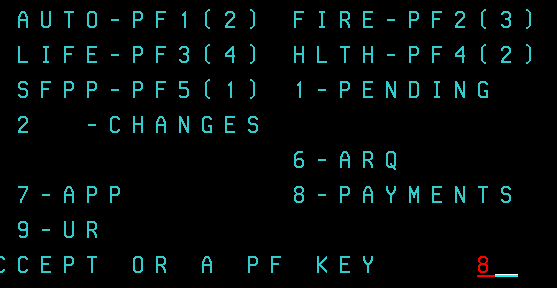 AUTO-PF1(2) FIRE-PF2(3)
LIFE-PF3(4) HLTH-PF4(2)
SFPP-PF5(1) 1-PENDING
2 -CHANGES
6-ARQ
7-APP 8-PAYMENTS
9-UR
CCEPT OR A PF KEY 8_